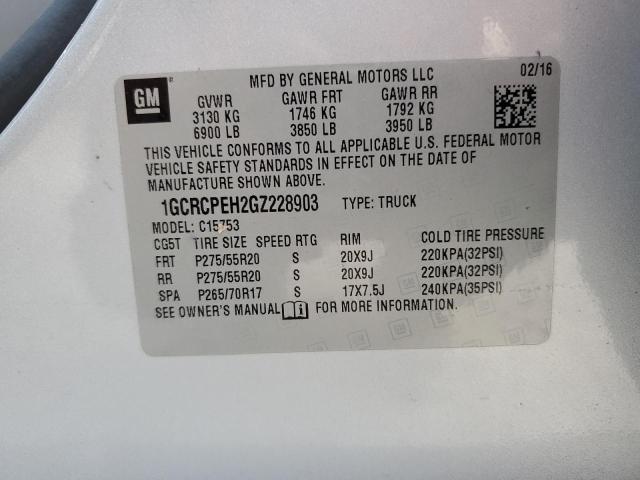 GM
MFD BY GENERAL MOTORS LLC 02/16
GVWR GAWR FRT GAWR RR
3130 KG 1746 KG 1792 KG
6900 LB 3850 LB 3950 LB
THIS VEHICLE CONFORMS TO ALL APPLICABLE U.S. FEDERAL MOTOR
VEHICLE SAFETY STANDARDS IN EFFECT ON THE DATE OF
MANUFACTURE SHOWN ABOVE.
1GCRCPEH2GZ228903 TYPE: TRUCK
MODEL: C15753
CG5T TIRE SIZE SPEED RTG RIM COLD TIRE PRESSURE
FRT P275/55R20 S 20X9J 220KPA(32PSI)
RR P275/55R20 S 20X9J 220KPA(32PSI)
SPA P265/70R17 S 17X7.5J 240KPA(35PSI)
SEE OWNER'S MANUAL FOR MORE INFORMATION.